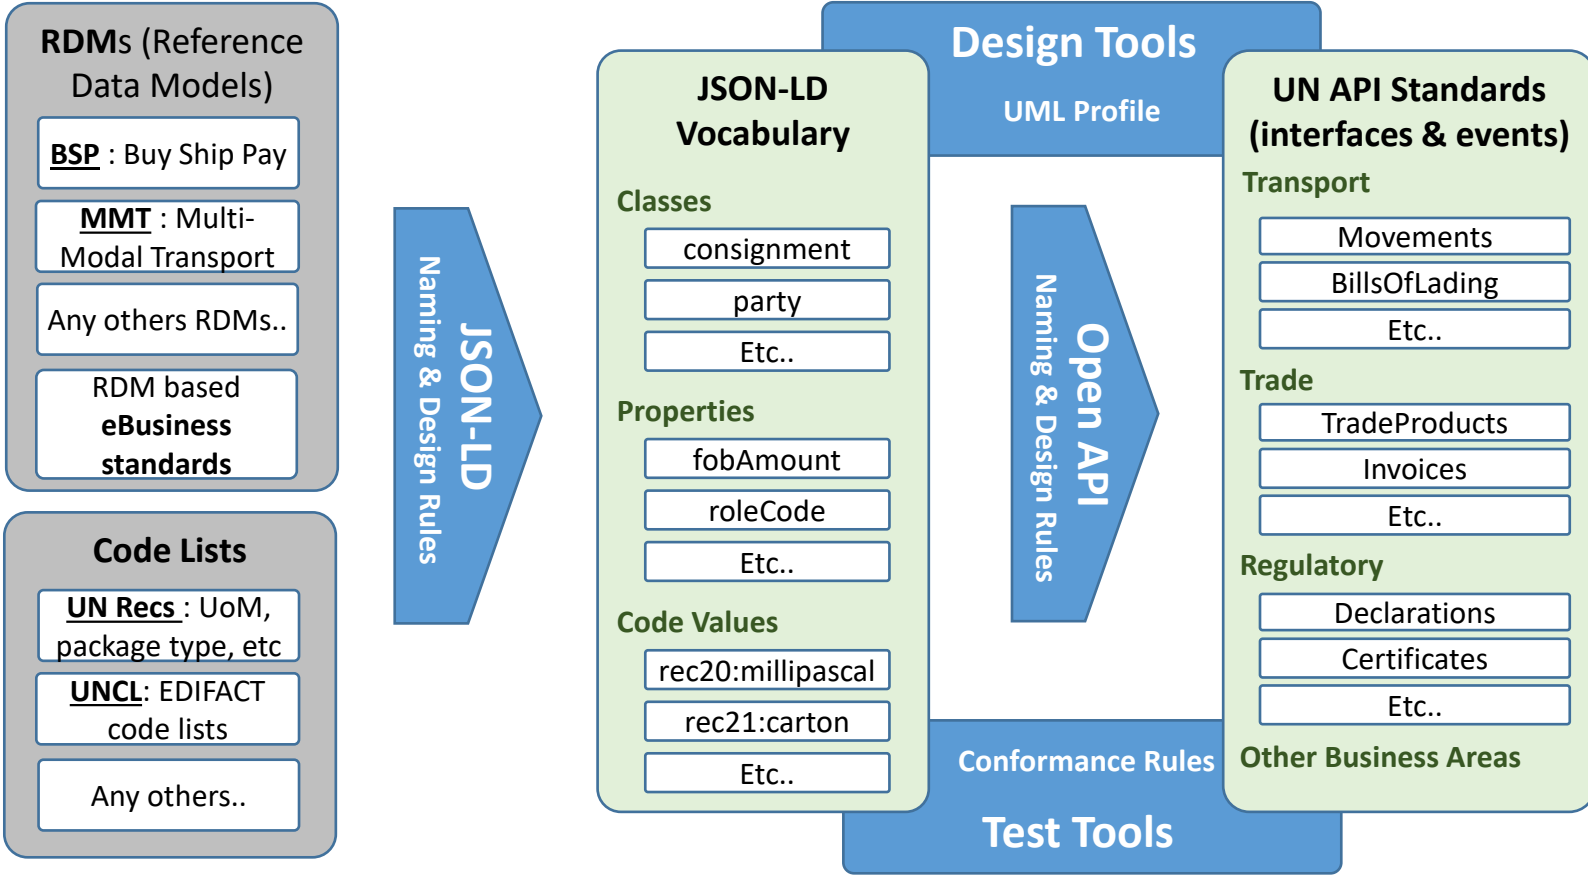 RDMs (Reference
Data Models)
BSP : Buy Ship Pay
MMT : Multi-
Modal Transport
Any others RDMs..
RDM based
eBusiness
standards
Code Lists
UN Recs : UoM,
package type, etc
UNCL: EDIFACT
code lists
Any others..
JSON-LD
Naming & Design Rules
JSON-LD
Vocabulary
Classes
consignment
party
Etc..
Properties
fobAmount
roleCode
Etc..
Code Values
rec20:millipascal
rec21:carton
Etc..
Design Tools
UML Profile
Open API
Naming & Design Rules
Conformance Rules
Test Tools
UN API Standards
(interfaces & events)
Transport
Movements
BillsOfLading
Etc..
Trade
TradeProducts
Invoices
Etc..
Regulatory
Declarations
Certificates
Etc..
Other Business Areas